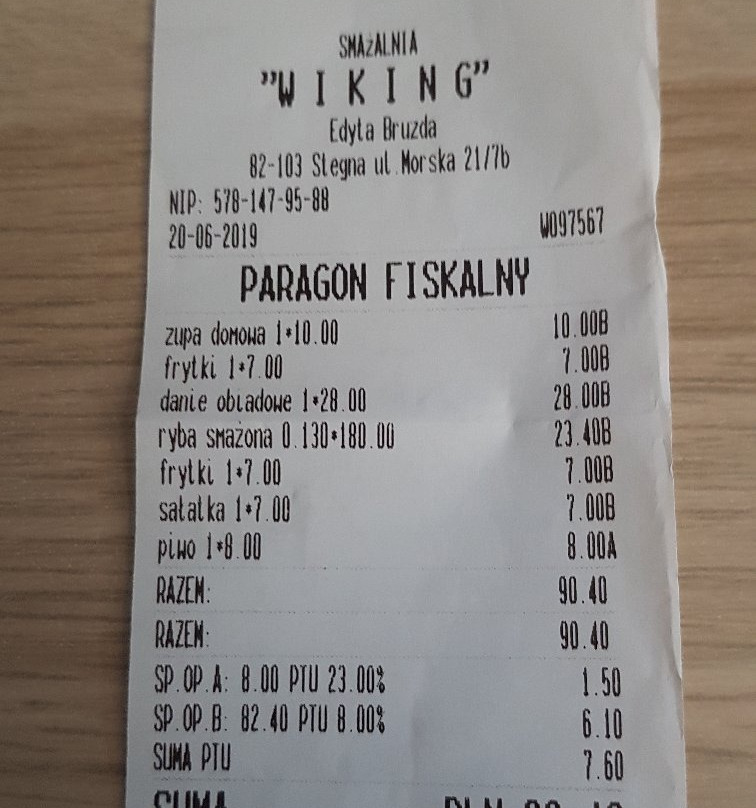 SMAŻALNIA
"W I K I N G"
Edyta Bruzda
82-103 Stegna ul.Morska 21/7b
NIP: 578-147-95-88
20-06-2019 W097567
PARAGON FISKALNY
zupa domowa 1*10.00 10.00B
frytki 1*7.00 7.00B
danie obiadowe 1*28.00 28.00B
ryba smażona 0.130*180.00 23.40B
frytki 1*7.00 7.00B
sałatka 1*7.00 7.00B
piwo 1*8.00 8.00A
RAZEM: 90.40
RAZEM: 90.40
SP.OP.A: 8.00 PTU 23.00% 1.50
SP.OP.B: 82.40 PTU 8.00% 6.10
SUMA PTU 7.60
SUMA PLN 90.40